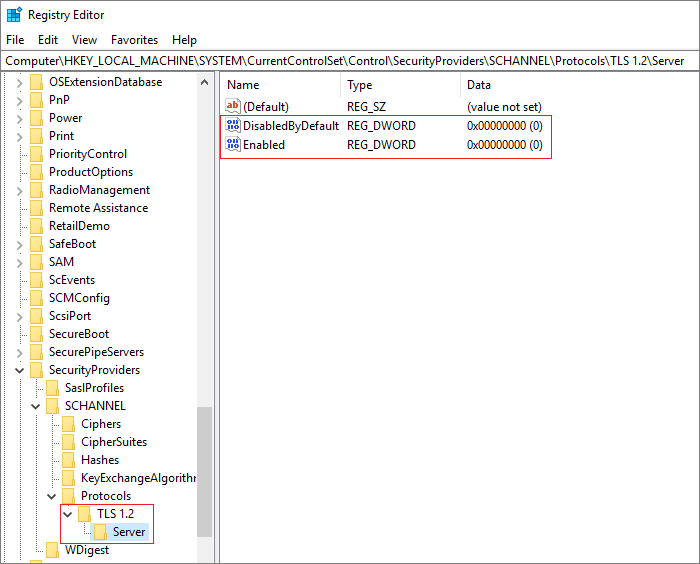 Registry Editor
File Edit View Favorites Help
Computer\HKEY_LOCAL_MACHINE\SYSTEM\CurrentControlSet\Control\SecurityProviders\SCHANNEL\Protocols\TLS 1.2\Server
OSExtensionDatabase
PnP
Power
Print
PriorityControl
ProductOptions
RadioManagement
Remote Assistance
RetailDemo
SafeBoot
SAM
ScEvents
SCMConfig
ScsiPort
SecureBoot
SecurePipeServers
SecurityProviders
SaslProfiles
SCHANNEL
Ciphers
CipherSuites
Hashes
KeyExchangeAlgorithm
Protocols
TLS 1.2
Server
WDigest
Name Type Data
(Default) REG_SZ (value not set)
DisabledByDefault REG_DWORD 0x00000000 (0)
Enabled REG_DWORD 0x00000000 (0)